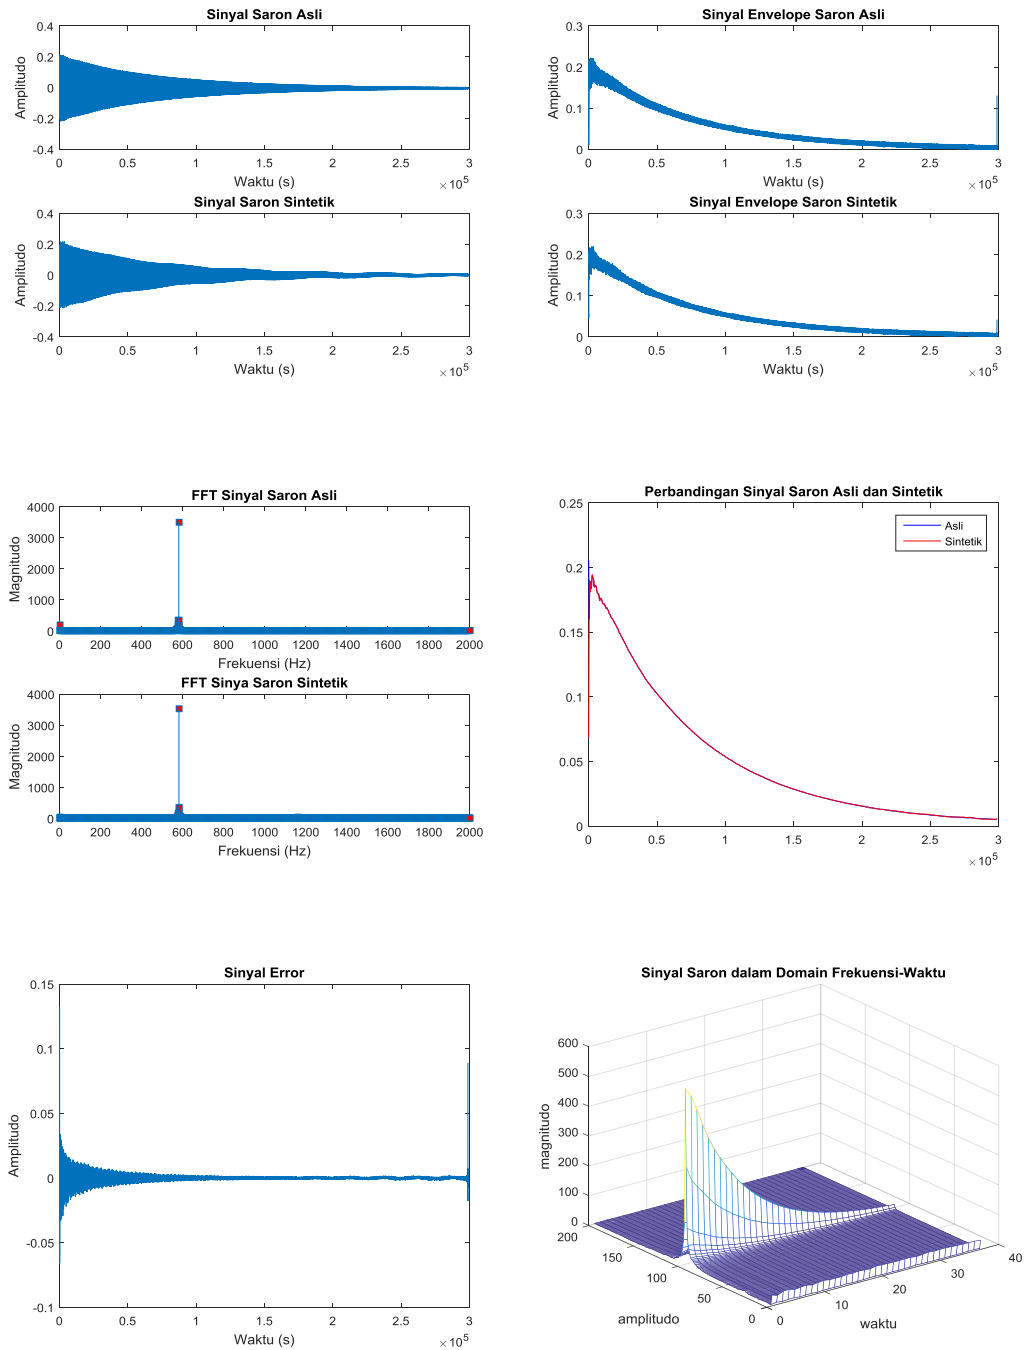 Sinyal Saron Asli
Amplitudo
0.4
0.2
0
-0.2
-0.4
0 0.5 1 1.5 2 2.5 3
Waktu (s)
×10^5
Sinyal Envelope Saron Asli
Amplitudo
0.3
0.2
0.1
0
0 0.5 1 1.5 2 2.5 3
Waktu (s)
×10^5
Sinyal Saron Sintetik
Amplitudo
0.4
0.2
0
-0.2
-0.4
0 0.5 1 1.5 2 2.5 3
Waktu (s)
×10^5
Sinyal Envelope Saron Sintetik
Amplitudo
0.3
0.2
0.1
0
0 0.5 1 1.5 2 2.5 3
Waktu (s)
×10^5
FFT Sinyal Saron Asli
Magnitudo
4000
3000
2000
1000
0
0 200 400 600 800 1000 1200 1400 1600 1800 2000
Frekuensi (Hz)
FFT Sinya Saron Sintetik
Magnitudo
4000
3000
2000
1000
0
0 200 400 600 800 1000 1200 1400 1600 1800 2000
Frekuensi (Hz)
Perbandingan Sinyal Saron Asli dan Sintetik
Asli
Sintetik
0.25
0.2
0.15
0.1
0.05
0
0 0.5 1 1.5 2 2.5 3
×10^5
Sinyal Error
Amplitudo
0.15
0.1
0.05
0
-0.05
-0.1
0 0.5 1 1.5 2 2.5 3
Waktu (s)
×10^5
Sinyal Saron dalam Domain Frekuensi-Waktu
magnitudo
600
500
400
300
200
100
0
200
150
100
50
0
amplitudo
0
10
20
30
40
waktu